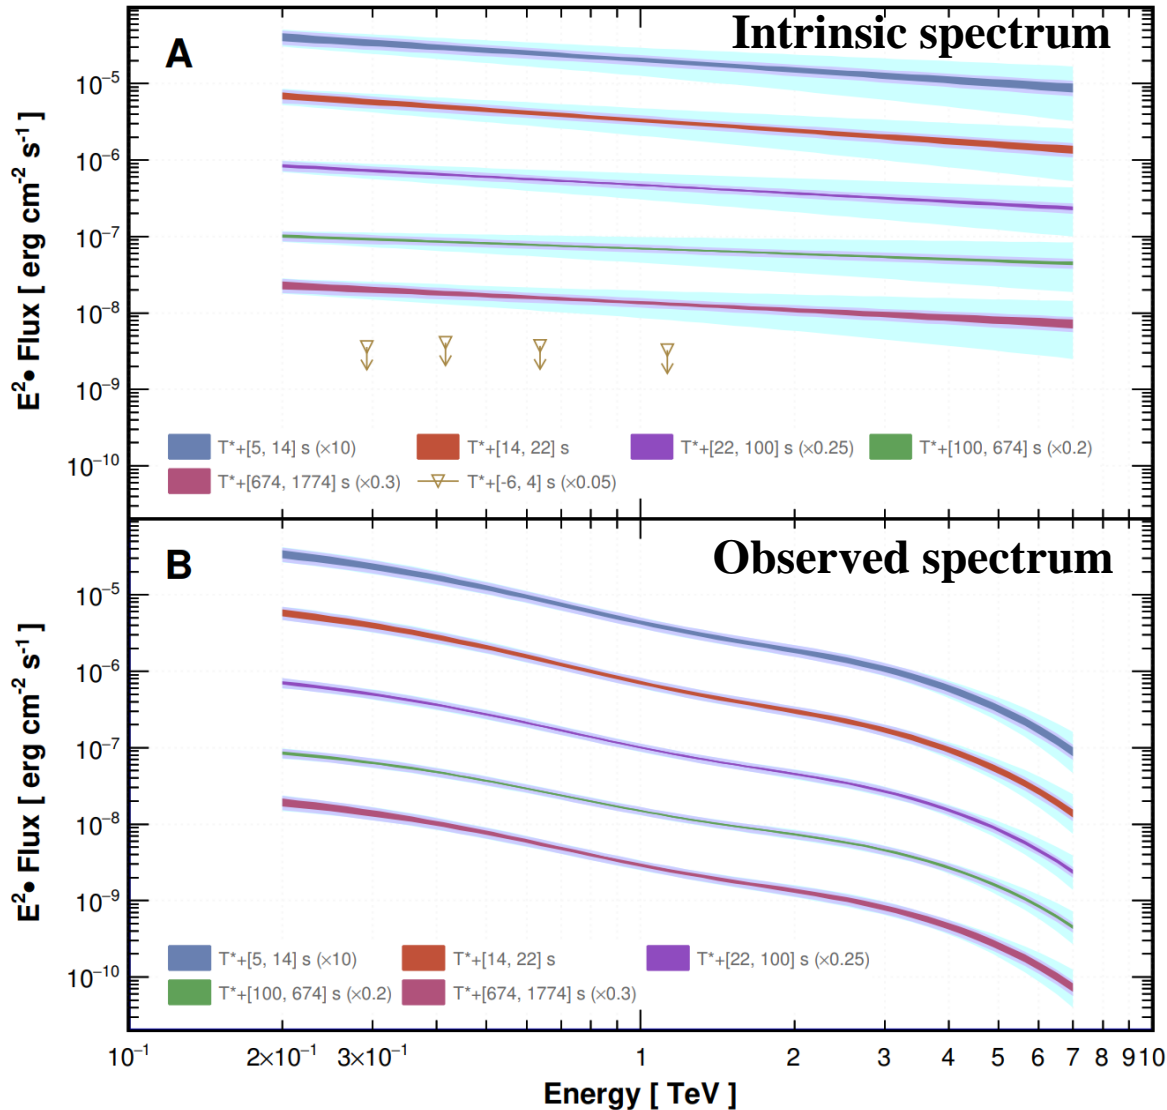 A
Intrinsic spectrum
E²• Flux [ erg cm⁻² s⁻¹ ]
10⁻⁵
10⁻⁶
10⁻⁷
10⁻⁸
10⁻⁹
10⁻¹⁰
T*+[5, 14] s (×10)
T*+[14, 22] s
T*+[22, 100] s (×0.25)
T*+[100, 674] s (×0.2)
T*+[674, 1774] s (×0.3)
T*+[-6, 4] s (×0.05)
B
Observed spectrum
E²• Flux [ erg cm⁻² s⁻¹ ]
10⁻⁵
10⁻⁶
10⁻⁷
10⁻⁸
10⁻⁹
10⁻¹⁰
T*+[5, 14] s (×10)
T*+[14, 22] s
T*+[22, 100] s (×0.25)
T*+[100, 674] s (×0.2)
T*+[674, 1774] s (×0.3)
10⁻¹ 2×10⁻¹ 3×10⁻¹ 1 2 3 4 5 6 7 8 9 10
Energy [ TeV ]